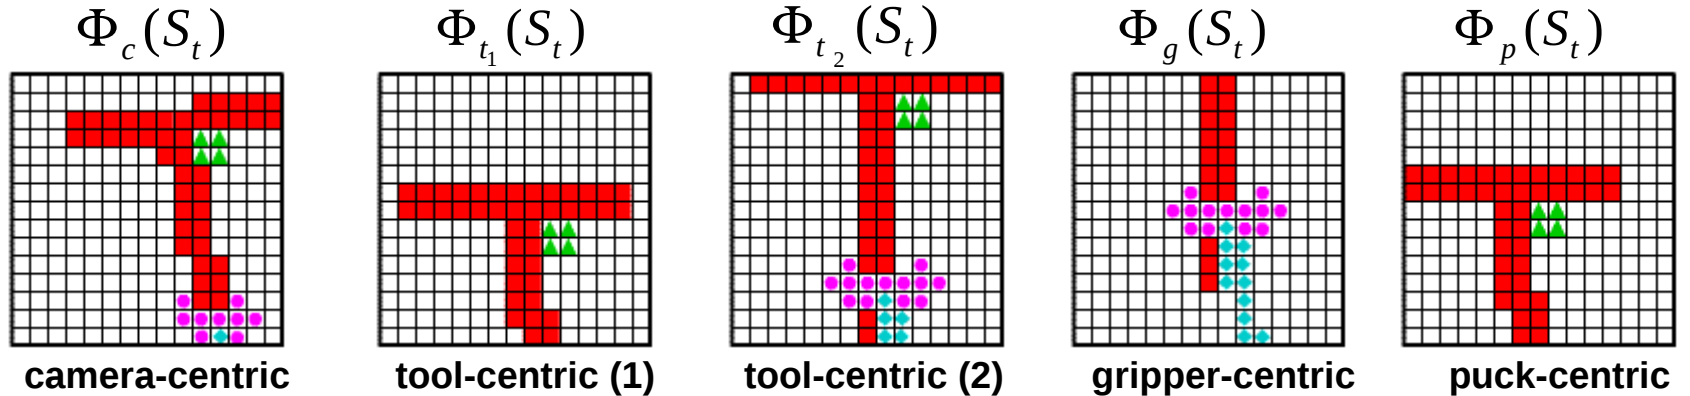 Φc(St) Φt1(St) Φt2(St) Φg(St) Φp(St)
camera-centric tool-centric (1) tool-centric (2) gripper-centric puck-centric